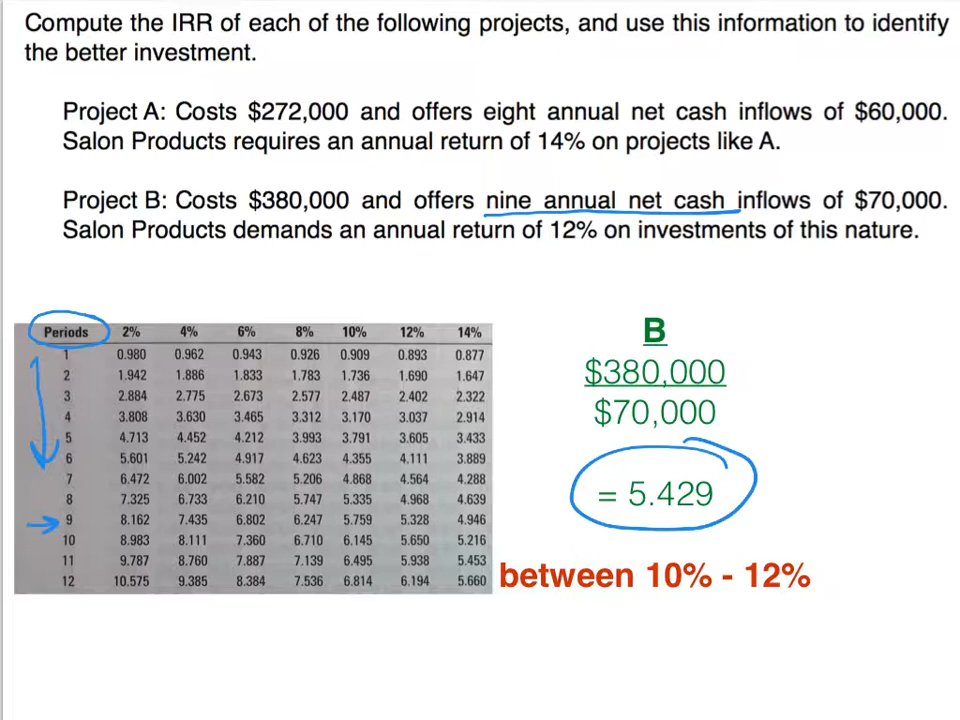 Compute the IRR of each of the following projects, and use this information to identify
the better investment.
Project A: Costs $272,000 and offers eight annual net cash inflows of $60,000.
Salon Products requires an annual return of 14% on projects like A.
Project B: Costs $380,000 and offers nine annual net cash inflows of $70,000.
Salon Products demands an annual return of 12% on investments of this nature.
Periods 2% 4% 6% 8% 10% 12% 14%
1 0.980 0.962 0.943 0.926 0.909 0.893 0.877
2 1.942 1.886 1.833 1.783 1.736 1.690 1.647
3 2.884 2.775 2.673 2.577 2.487 2.402 2.322
4 3.808 3.630 3.465 3.312 3.170 3.037 2.914
5 4.713 4.452 4.212 3.993 3.791 3.605 3.433
6 5.601 5.242 4.917 4.623 4.355 4.111 3.889
7 6.472 6.002 5.582 5.206 4.868 4.564 4.288
8 7.325 6.733 6.210 5.747 5.335 4.968 4.639
9 8.162 7.435 6.802 6.247 5.759 5.328 4.946
10 8.983 8.111 7.360 6.710 6.145 5.650 5.216
11 9.787 8.760 7.887 7.139 6.495 5.938 5.453
12 10.575 9.385 8.384 7.536 6.814 6.194 5.660
B
$380,000
$70,000
= 5.429
between 10% - 12%